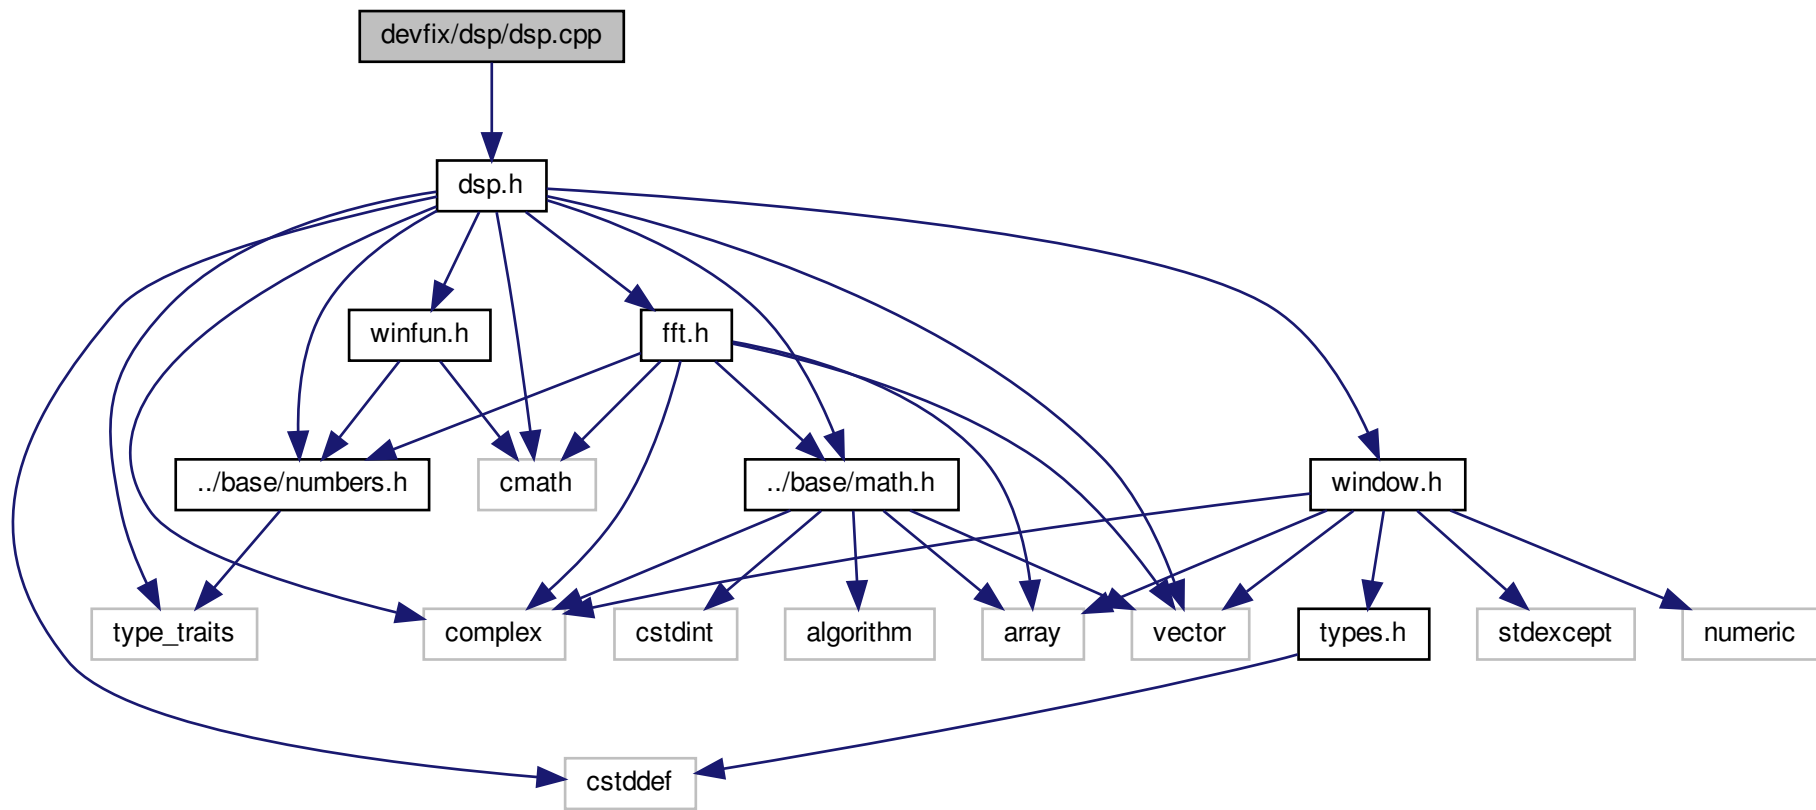 devfix/dsp/dsp.cpp
dsp.h
winfun.h
fft.h
../base/numbers.h
cmath
../base/math.h
window.h
type_traits
complex
cstdint
algorithm
array
vector
types.h
stdexcept
numeric
cstddef